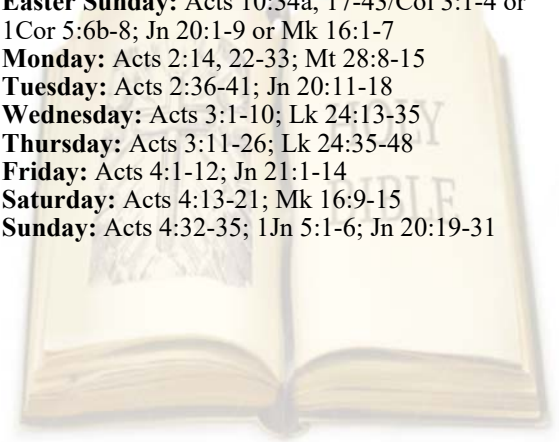 Easter Sunday: Acts 10:34a, 17-43/Col 3:1-4 or
1Cor 5:6b-8; Jn 20:1-9 or Mk 16:1-7
Monday: Acts 2:14, 22-33; Mt 28:8-15
Tuesday: Acts 2:36-41; Jn 20:11-18
Wednesday: Acts 3:1-10; Lk 24:13-35
Thursday: Acts 3:11-26; Lk 24:35-48
Friday: Acts 4:1-12; Jn 21:1-14
Saturday: Acts 4:13-21; Mk 16:9-15
Sunday: Acts 4:32-35; 1Jn 5:1-6; Jn 20:19-31
HOLY
BIBLE